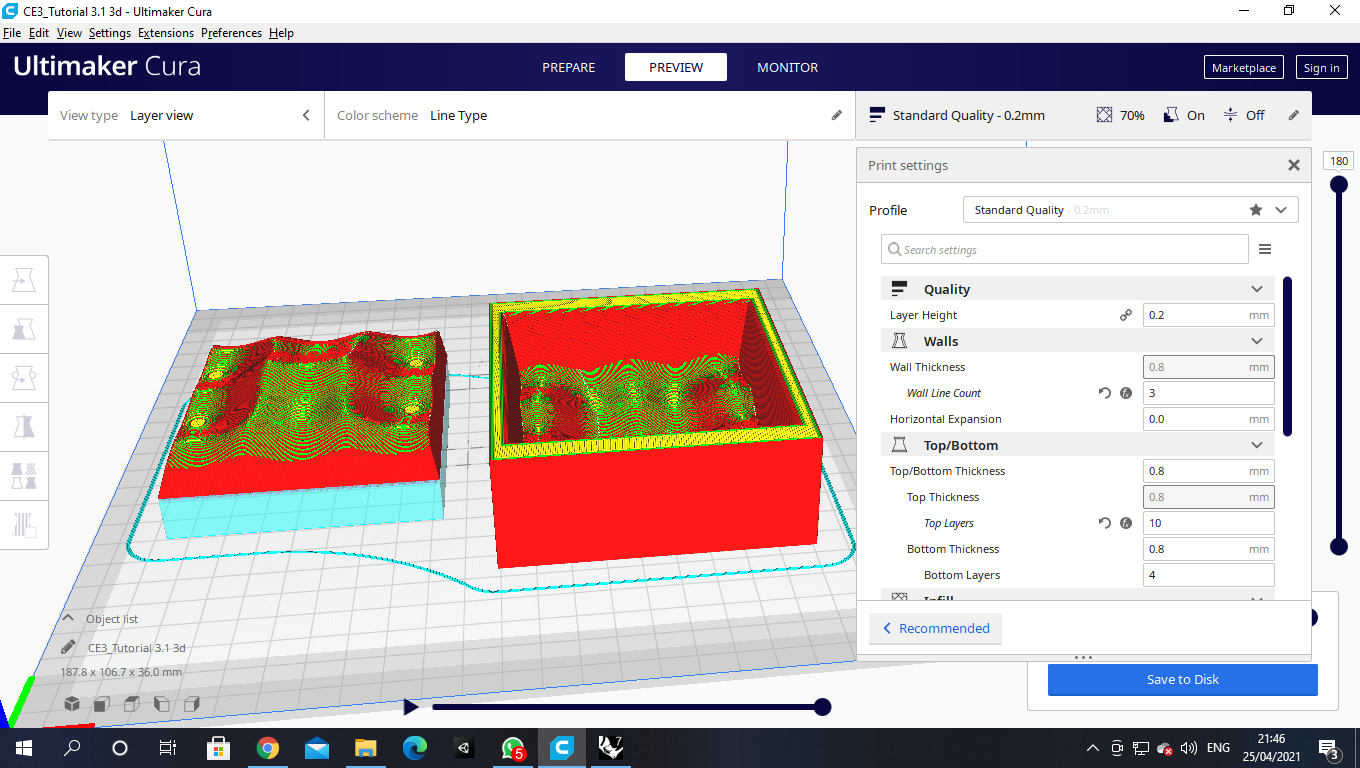 CE3_Tutorial 3.1 3d - Ultimaker Cura
File Edit View Settings Extensions Preferences Help
Ultimaker Cura
PREPARE PREVIEW MONITOR
Marketplace Sign in
View type Layer view
Color scheme Line Type
Standard Quality - 0.2mm 70% On Off
Print settings
180
Profile Standard Quality - 0.2mm
Search settings
Quality
Layer Height 0.2 mm
Walls
Wall Thickness 0.8 mm
Wall Line Count 3
Horizontal Expansion 0.0 mm
Top/Bottom
Top/Bottom Thickness 0.8 mm
Top Thickness 0.8 mm
Top Layers 10
Bottom Thickness 0.8 mm
Bottom Layers 4
Infill
Recommended
Object list
CE3_Tutorial 3.1 3d
187.8 x 106.7 x 36.0 mm
Save to Disk
5
7
ENG
21:46
25/04/2021
3